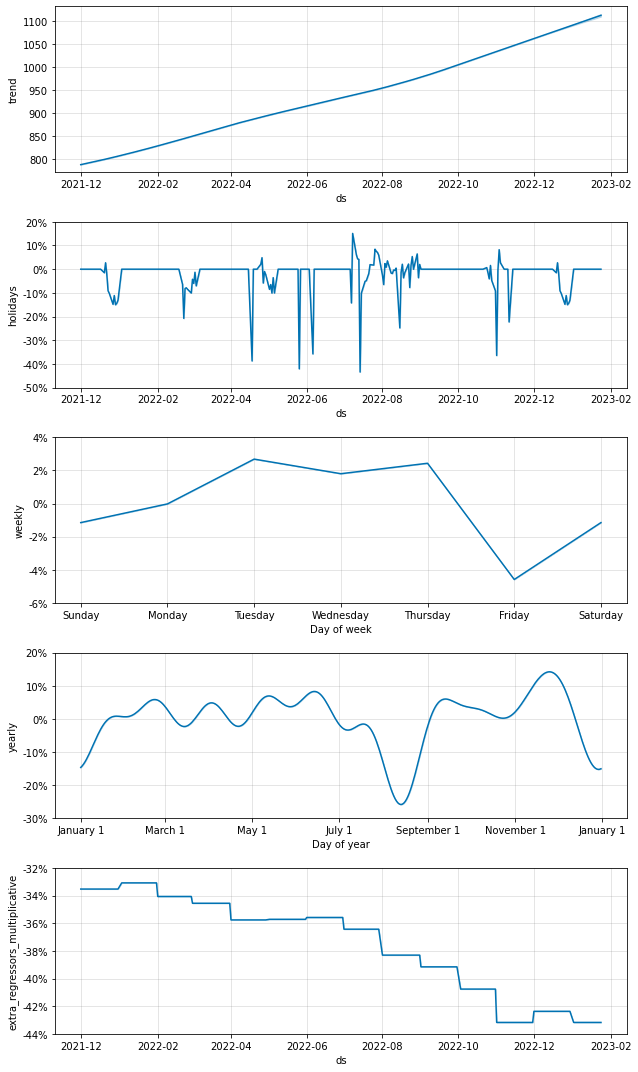 1100
1050
1000
950
900
850
800
trend
2021-12 2022-02 2022-04 2022-06 2022-08 2022-10 2022-12 2023-02
ds
20%
10%
0%
-10%
-20%
-30%
-40%
-50%
holidays
2021-12 2022-02 2022-04 2022-06 2022-08 2022-10 2022-12 2023-02
ds
4%
2%
0%
-2%
-4%
-6%
weekly
Sunday Monday Tuesday Wednesday Thursday Friday Saturday
Day of week
20%
10%
0%
-10%
-20%
-30%
yearly
January 1 March 1 May 1 July 1 September 1 November 1 January 1
Day of year
-32%
-34%
-36%
-38%
-40%
-42%
-44%
extra_regressors_multiplicative
2021-12 2022-02 2022-04 2022-06 2022-08 2022-10 2022-12 2023-02
ds